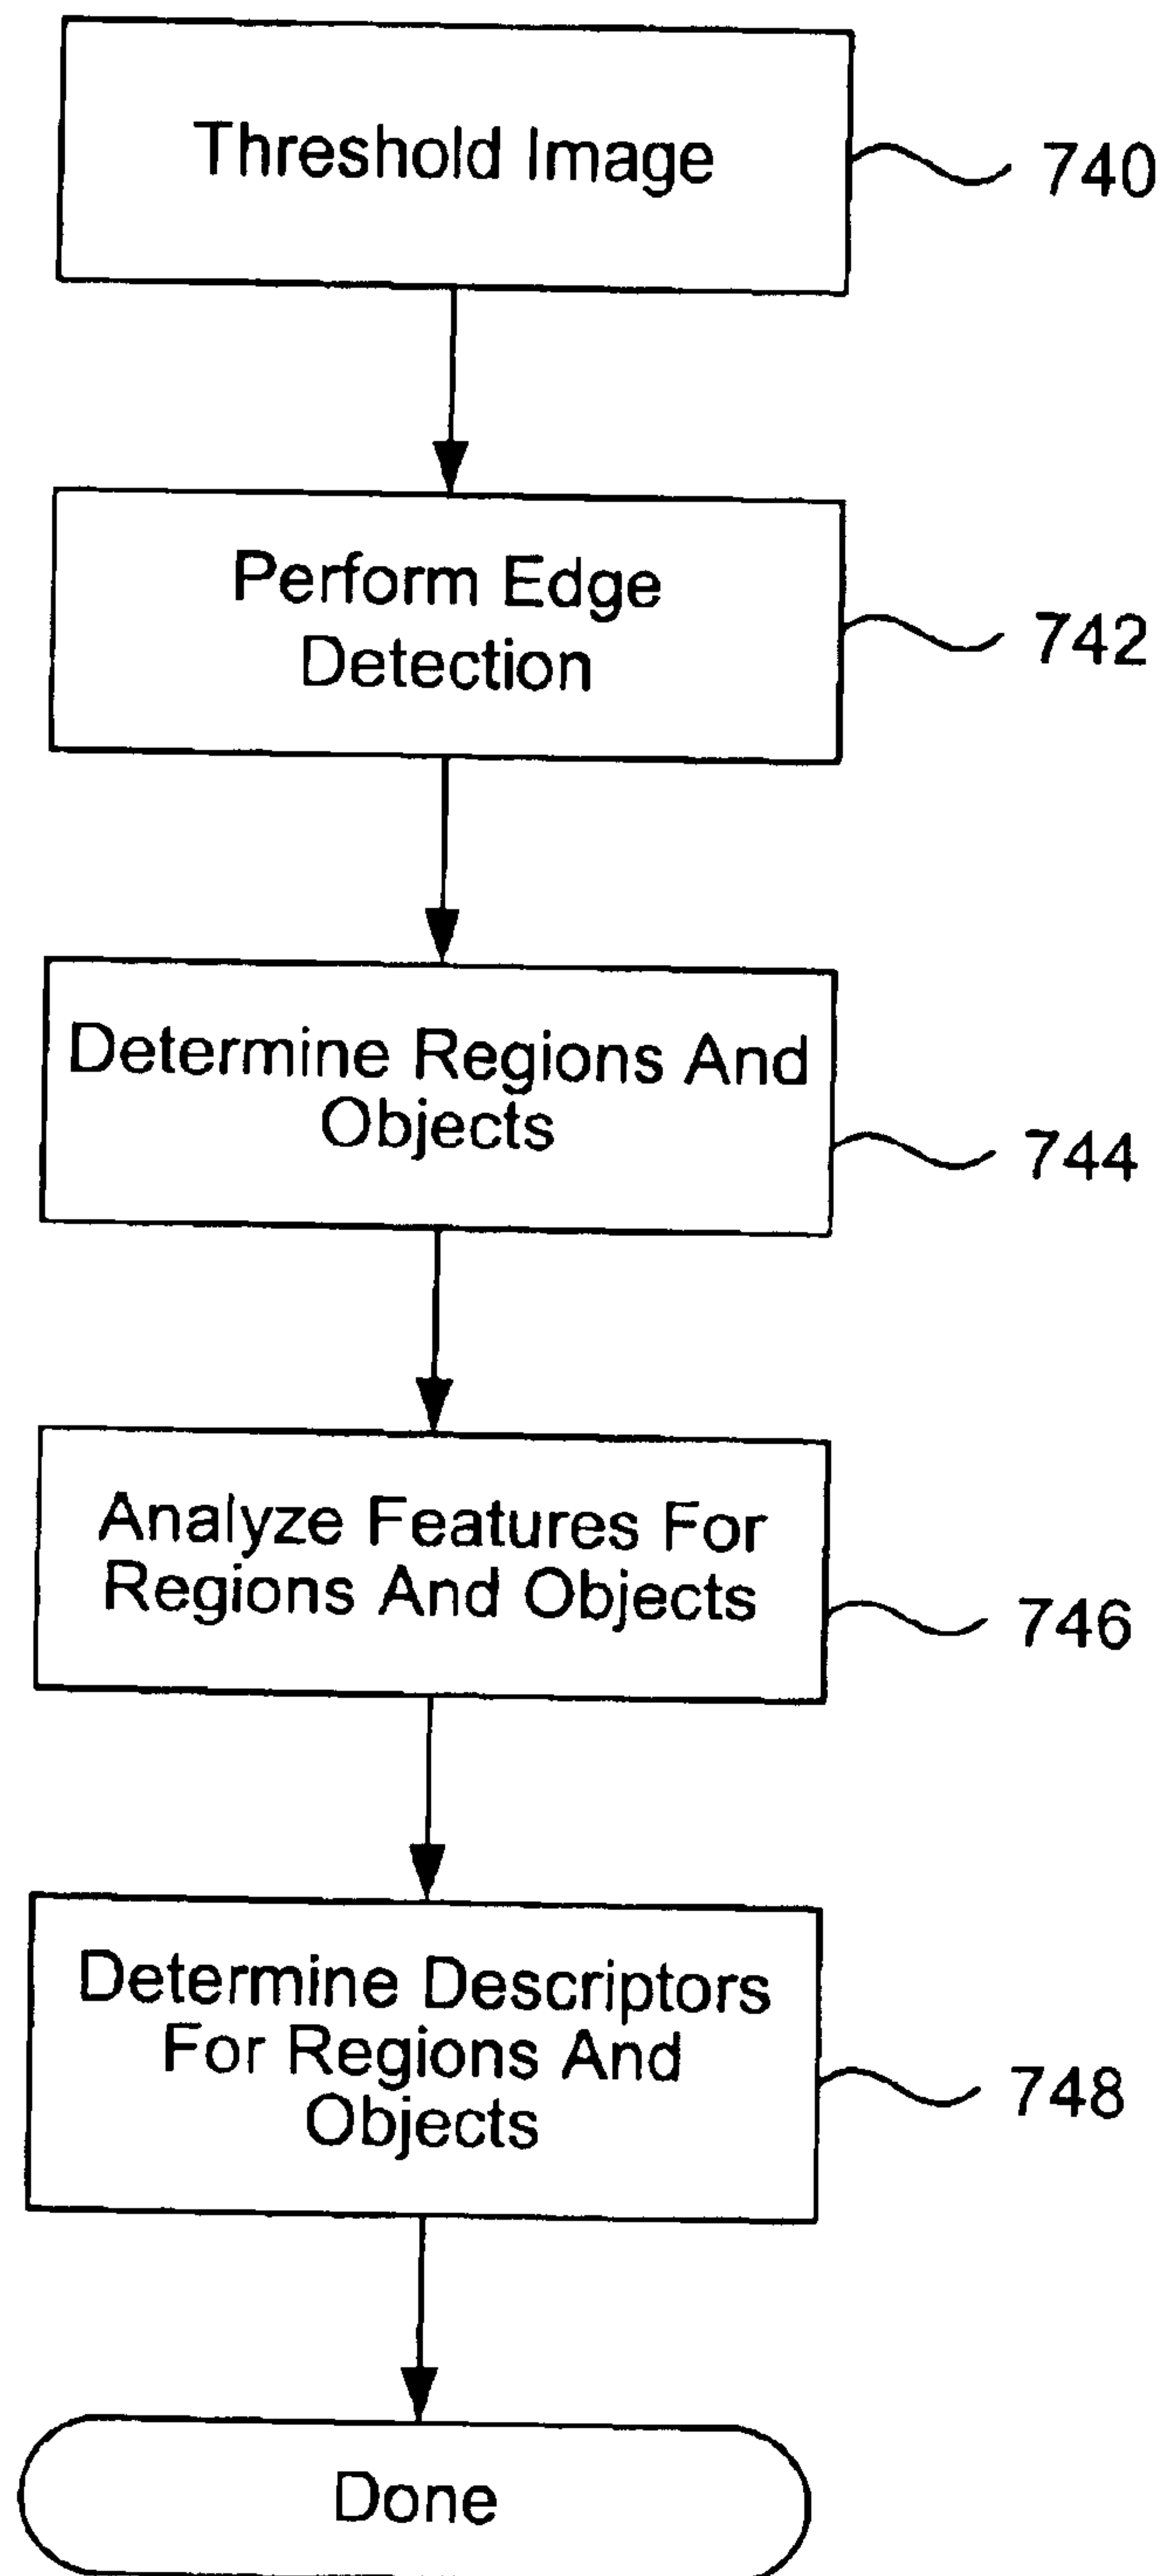 Threshold Image
740
Perform Edge
Detection
742
Determine Regions And
Objects
744
Analyze Features For
Regions And Objects
746
Determine Descriptors
For Regions And
Objects
748
Done